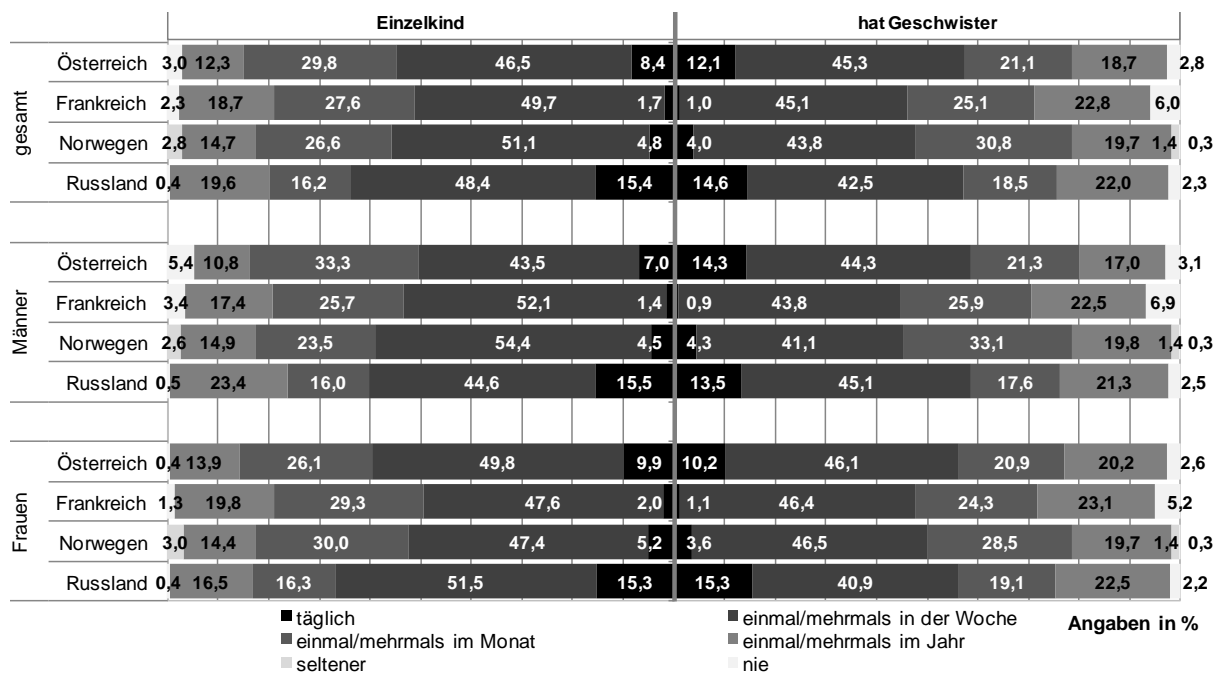 Einzelkind hat Geschwister
gesamt
Österreich 3,0 12,3 29,8 46,5 8,4 12,1 45,3 21,1 18,7 2,8
Frankreich 2,3 18,7 27,6 49,7 1,7 1,0 45,1 25,1 22,8 6,0
Norwegen 2,8 14,7 26,6 51,1 4,8 4,0 43,8 30,8 19,7 1,4 0,3
Russland 0,4 19,6 16,2 48,4 15,4 14,6 42,5 18,5 22,0 2,3
Männer
Österreich 5,4 10,8 33,3 43,5 7,0 14,3 44,3 21,3 17,0 3,1
Frankreich 3,4 17,4 25,7 52,1 1,4 0,9 43,8 25,9 22,5 6,9
Norwegen 2,6 14,9 23,5 54,4 4,5 4,3 41,1 33,1 19,8 1,4 0,3
Russland 0,5 23,4 16,0 44,6 15,5 13,5 45,1 17,6 21,3 2,5
Frauen
Österreich 0,4 13,9 26,1 49,8 9,9 10,2 46,1 20,9 20,2 2,6
Frankreich 1,3 19,8 29,3 47,6 2,0 1,1 46,4 24,3 23,1 5,2
Norwegen 3,0 14,4 30,0 47,4 5,2 3,6 46,5 28,5 19,7 1,4 0,3
Russland 0,4 16,5 16,3 51,5 15,3 15,3 40,9 19,1 22,5 2,2
täglich einmal/mehrmals in der Woche Angaben in %
einmal/mehrmals im Monat einmal/mehrmals im Jahr
seltener nie